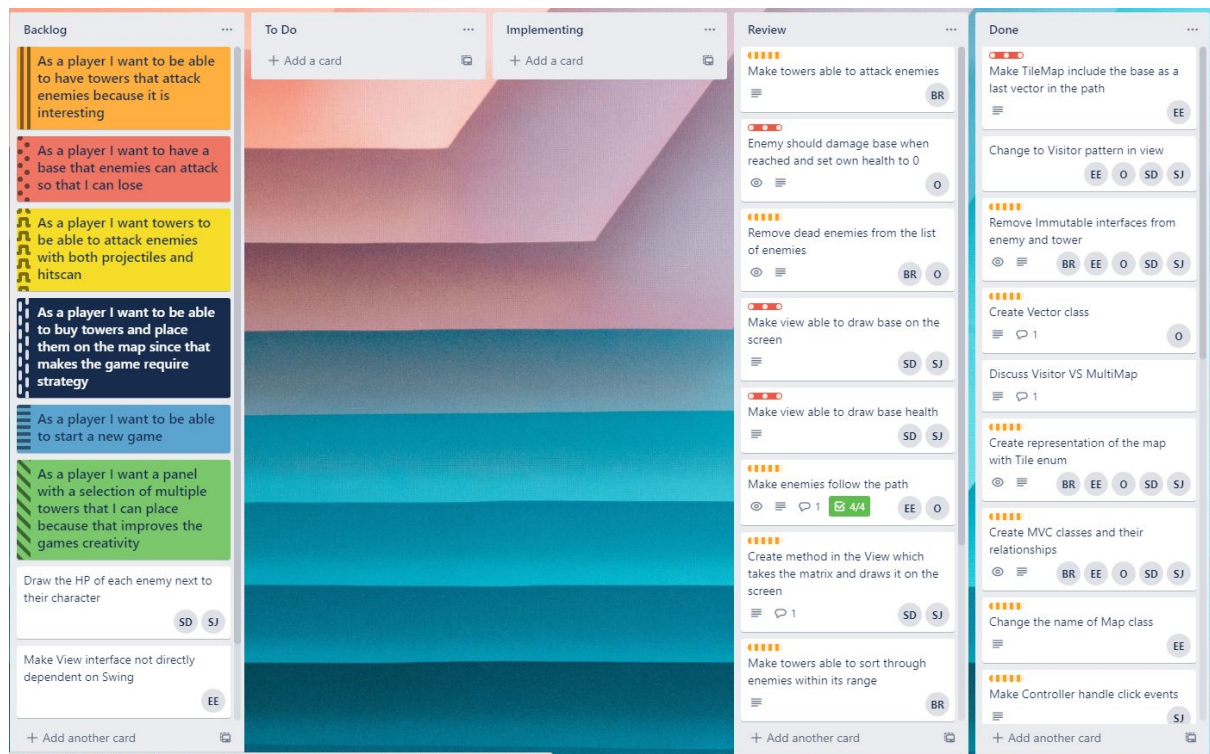 Backlog
As a player I want to be able
to have towers that attack
enemies because it is
interesting
As a player I want to have a
base that enemies can attack
so that I can lose
As a player I want towers to
be able to attack enemies
with both projectiles and
hitscan
As a player I want to be able
to buy towers and place
them on the map since that
makes the game require
strategy
As a player I want to be able
to start a new game
As a player I want a panel
with a selection of multiple
towers that I can place
because that improves the
games creativity
Draw the HP of each enemy next to
their character
SD SJ
Make View interface not directly
dependent on Swing
EE
+ Add another card
To Do
+ Add a card
Implementing
+ Add a card
Review
Make towers able to attack enemies
BR
Enemy should damage base when
reached and set own health to 0
O
Remove dead enemies from the list
of enemies
BR O
Make view able to draw base on the
screen
SD SJ
Make view able to draw base health
SD SJ
Make enemies follow the path
1 4/4 EE O
Create method in the View which
takes the matrix and draws it on the
screen
1 SD SJ
Make towers able to sort through
enemies within its range
BR
+ Add another card
Done
Make TileMap include the base as a
last vector in the path
EE
Change to Visitor pattern in view
EE O SD SJ
Remove Immutable interfaces from
enemy and tower
BR EE O SD SJ
Create Vector class
1 O
Discuss Visitor VS MultiMap
1
Create representation of the map
with Tile enum
BR EE O SD SJ
Create MVC classes and their
relationships
BR EE O SD SJ
Change the name of Map class
EE
Make Controller handle click events
SJ
+ Add another card